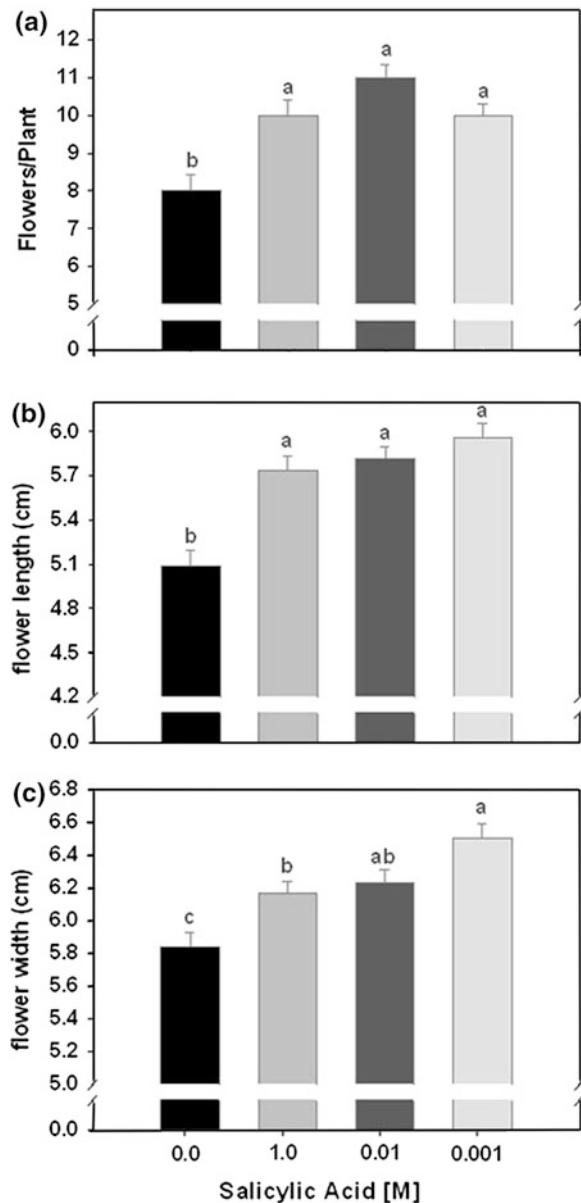 (a)
12
11
10
9
8
7
6
5
0
Flowers/Plant
b
a
a
a
(b)
6.0
5.7
5.4
5.1
4.8
4.5
4.2
0.0
flower length (cm)
b
a
a
a
(c)
6.8
6.6
6.4
6.2
6.0
5.8
5.6
5.4
5.2
5.0
0.0
flower width (cm)
c
b
ab
a
0.0 1.0 0.01 0.001
Salicylic Acid [M]